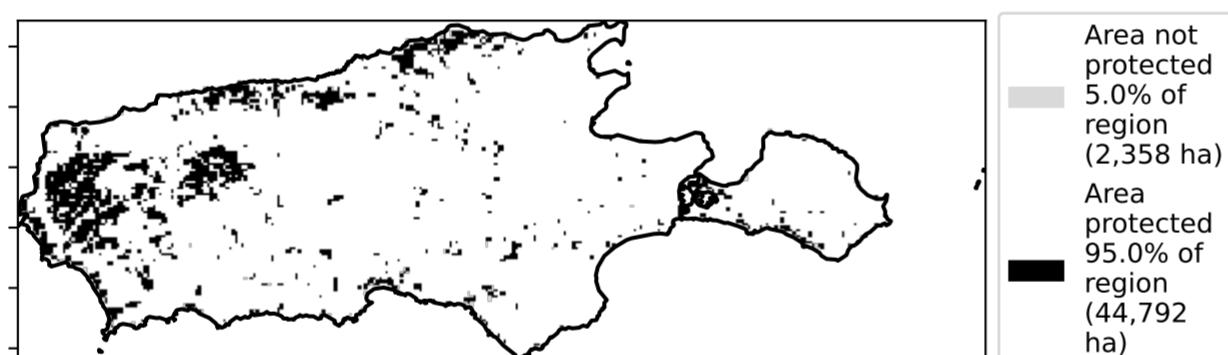 Area not
protected
5.0% of
region
(2,358 ha)
Area
protected
95.0% of
region
(44,792
ha)